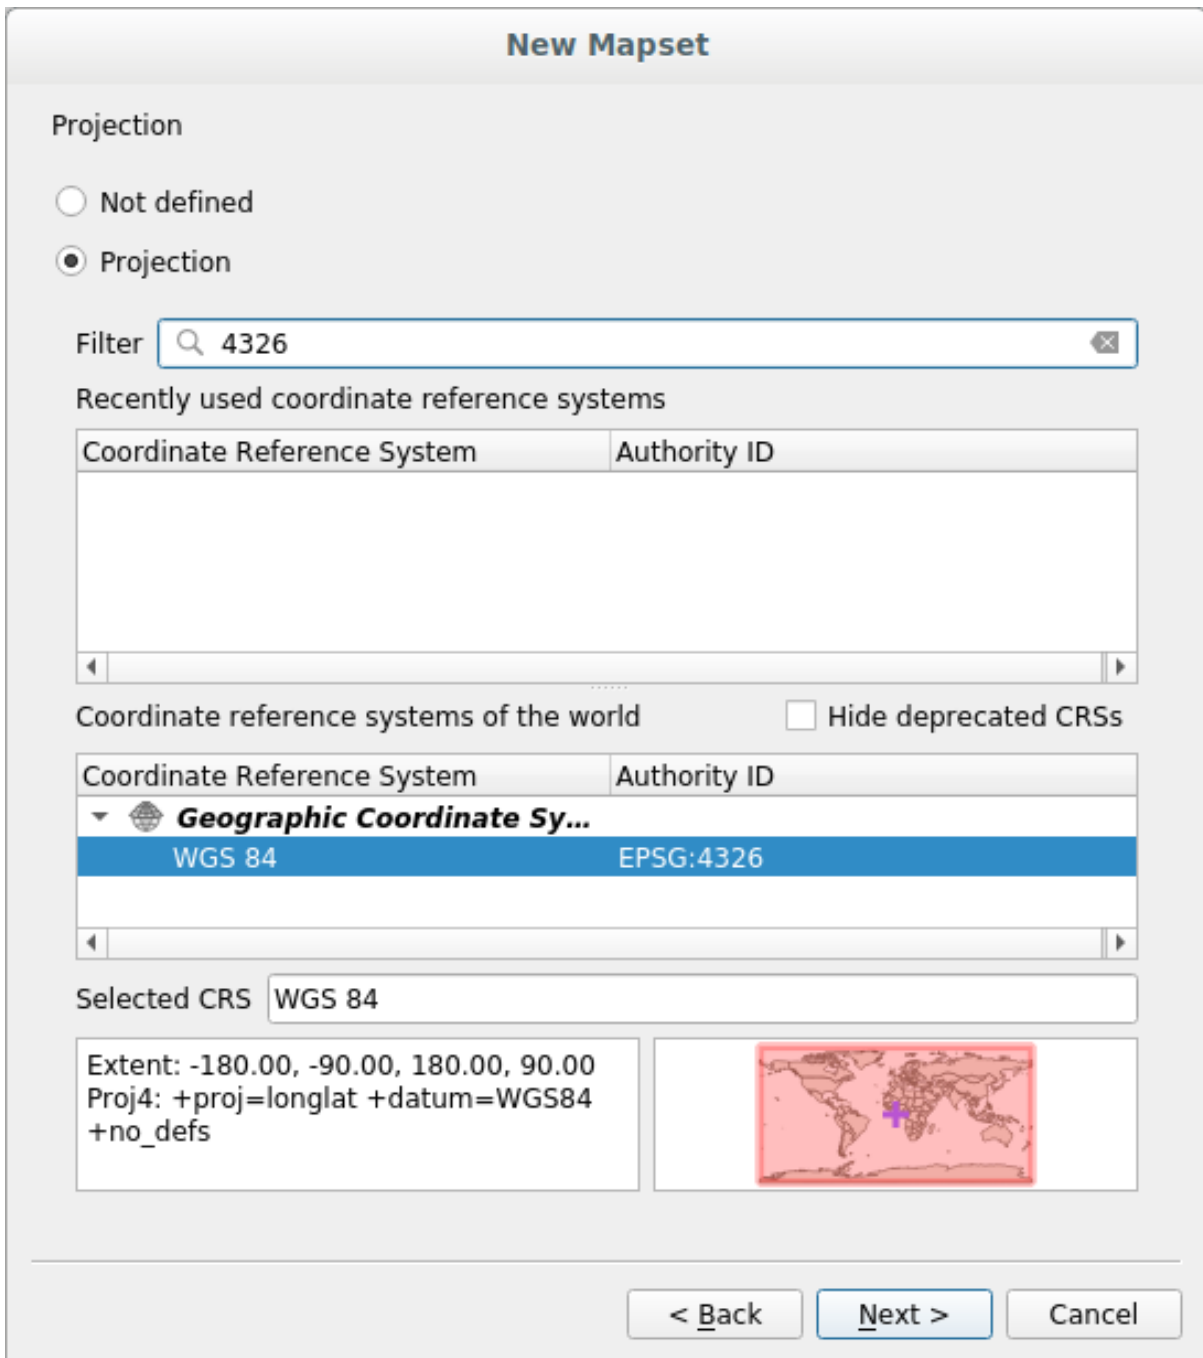 New Mapset
Projection
Not defined
Projection
Filter 4326
Recently used coordinate reference systems
Coordinate Reference System Authority ID
Coordinate reference systems of the world Hide deprecated CRSs
Coordinate Reference System Authority ID
Geographic Coordinate Sy...
WGS 84 EPSG:4326
Selected CRS WGS 84
Extent: -180.00, -90.00, 180.00, 90.00
Proj4: +proj=longlat +datum=WGS84
+no_defs
< Back Next > Cancel